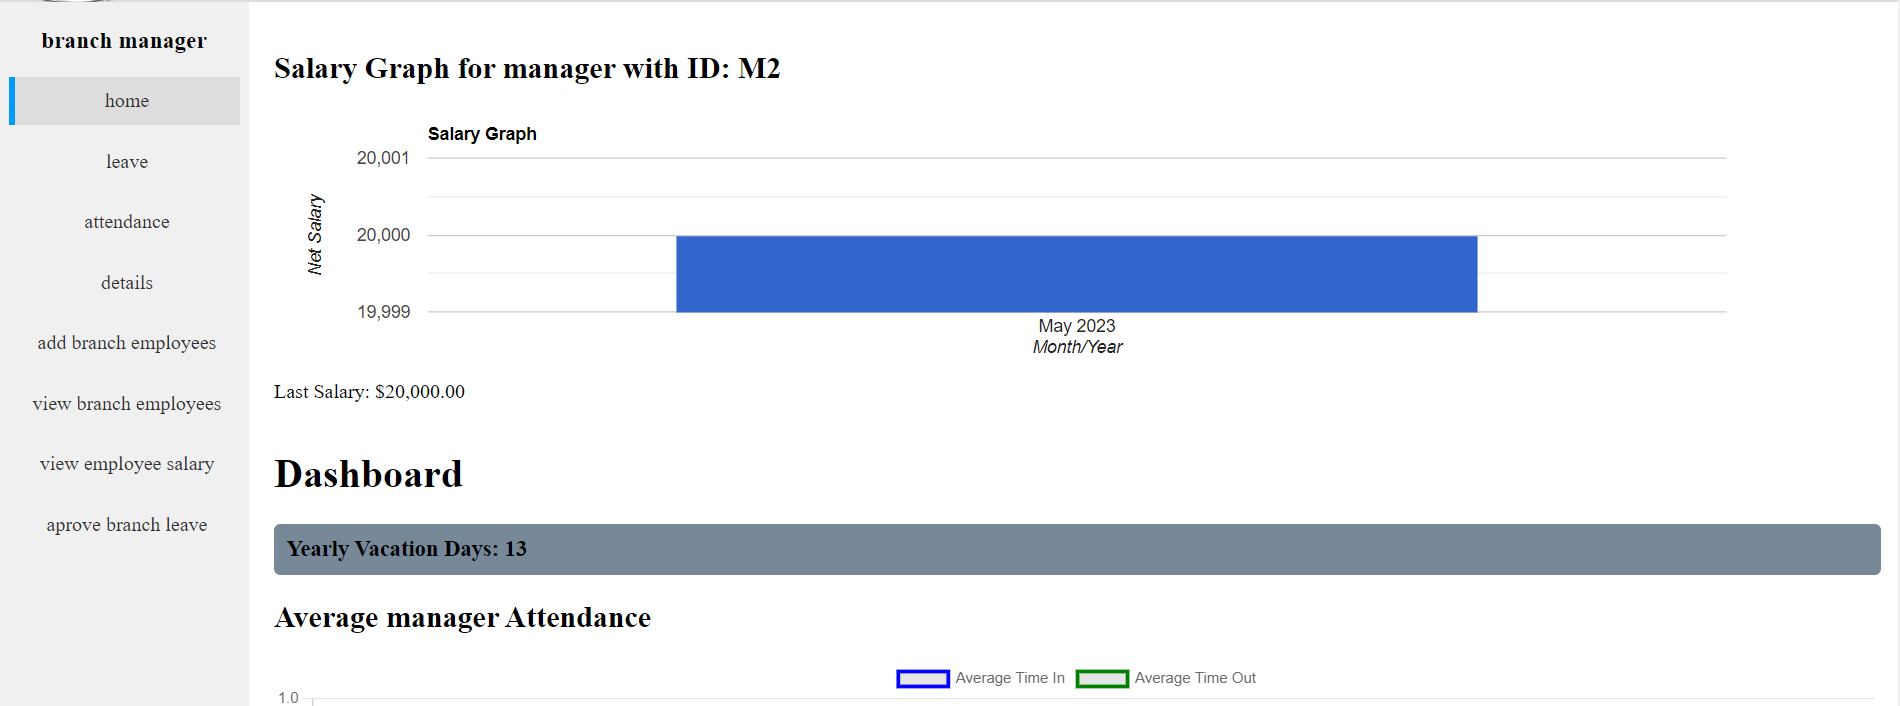 branch manager
home
leave
attendance
details
add branch employees
view branch employees
view employee salary
aprove branch leave
Salary Graph for manager with ID: M2
Salary Graph
20,001
20,000
19,999
Net Salary
May 2023
Month/Year
Last Salary: $20,000.00
Dashboard
Yearly Vacation Days: 13
Average manager Attendance
Average Time In Average Time Out
1.0